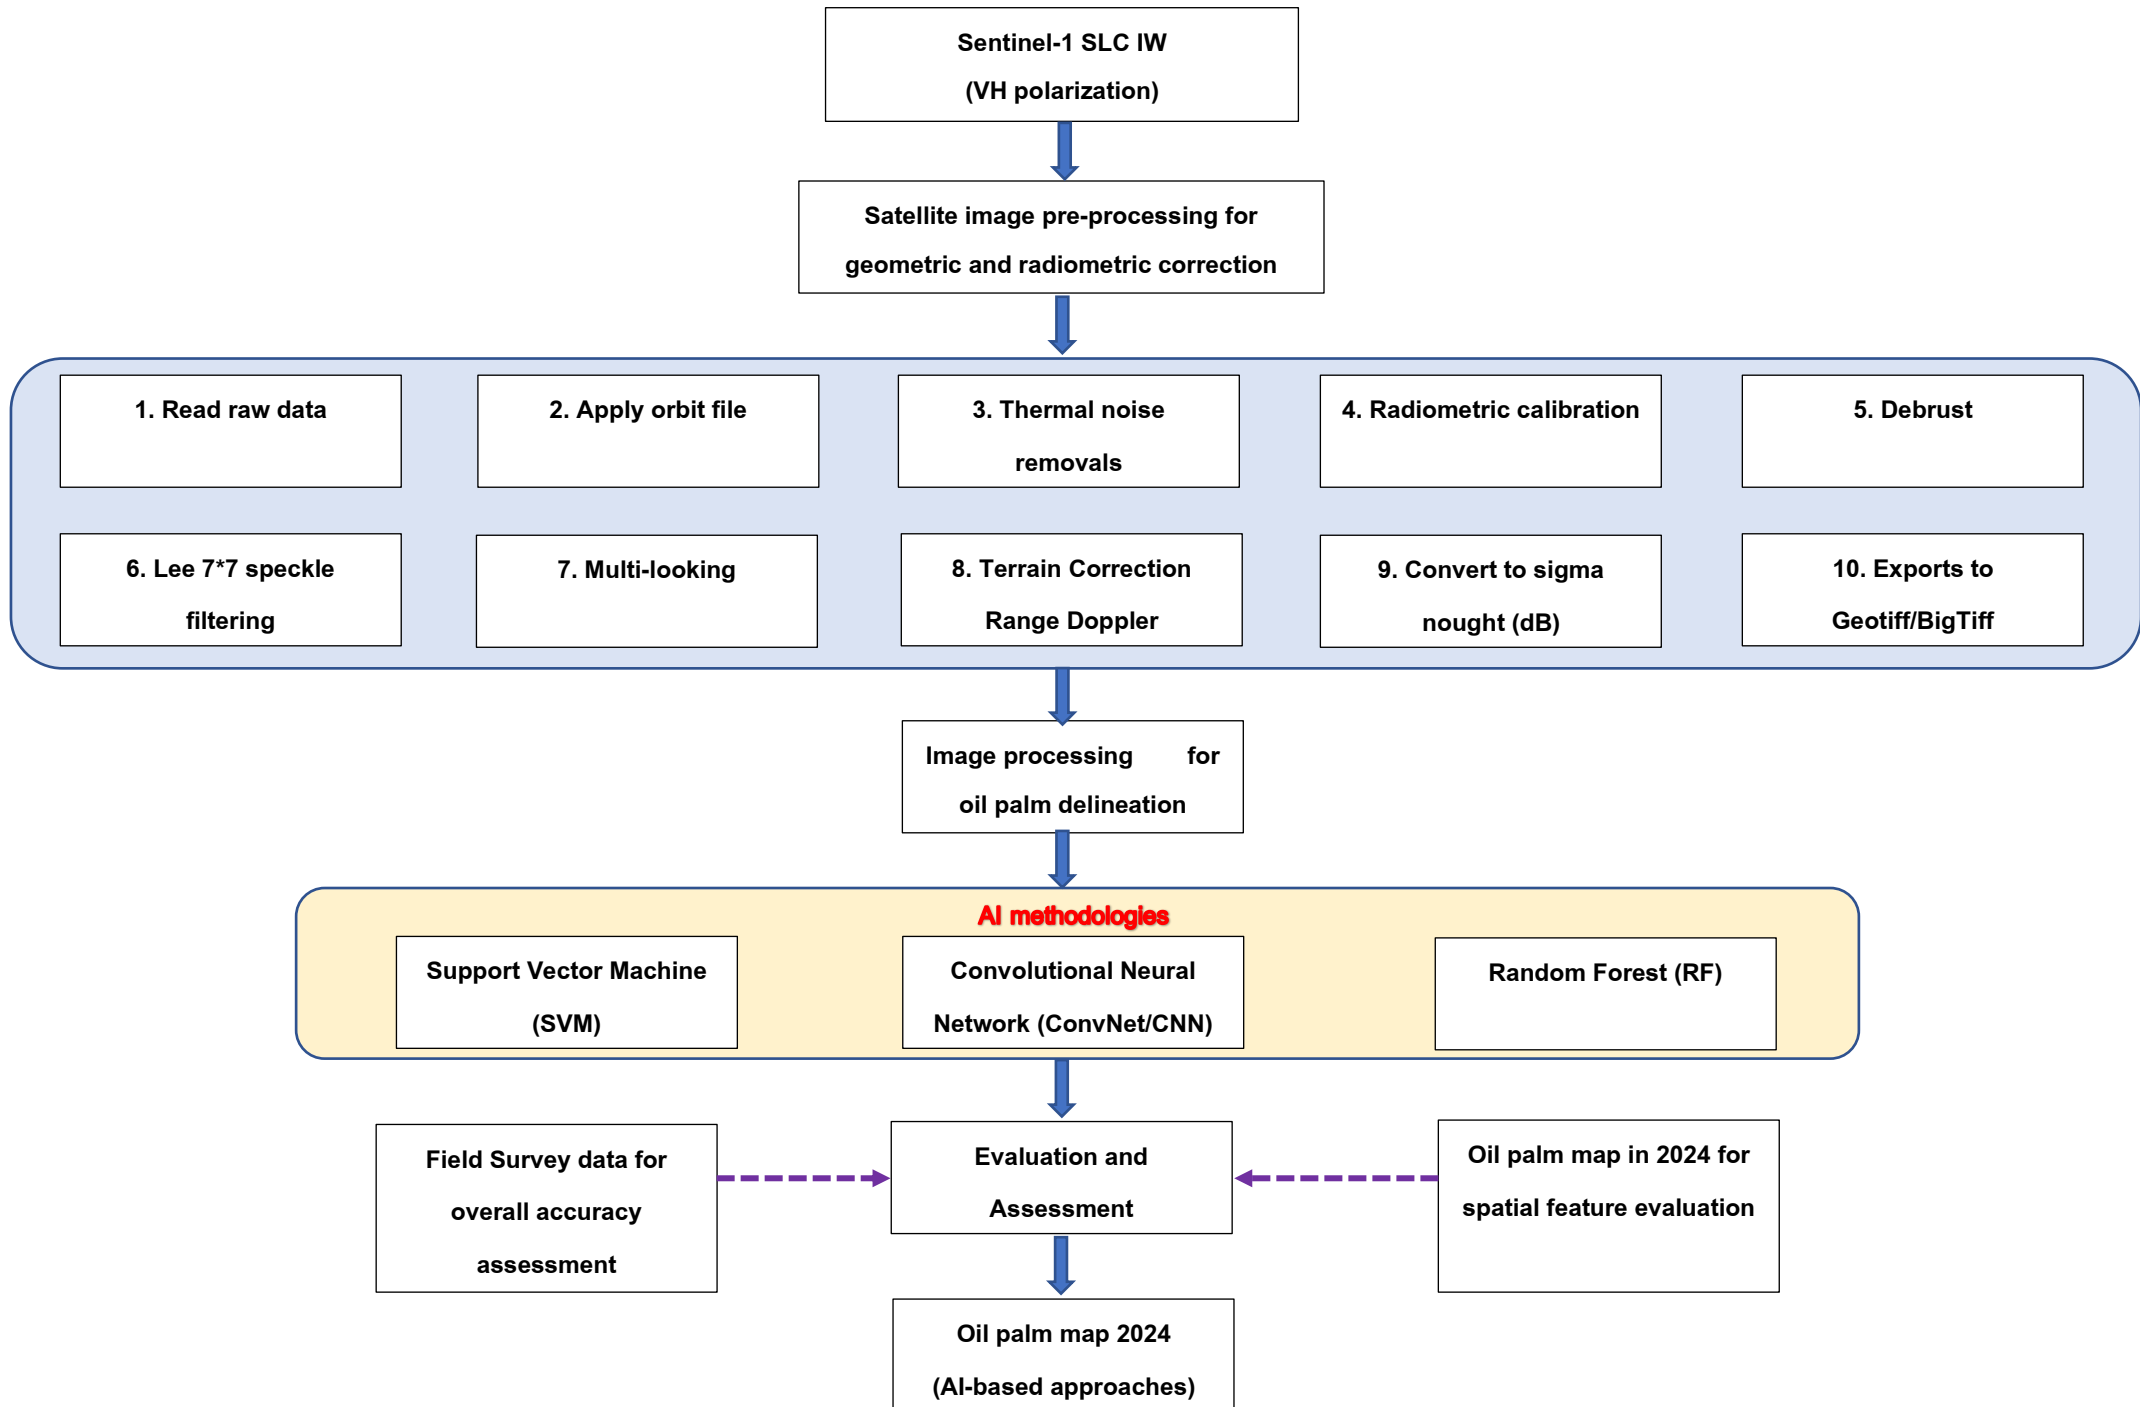 Sentinel-1 SLC IW
(VH polarization)
Satellite image pre-processing for
geometric and radiometric correction
1. Read raw data
2. Apply orbit file
3. Thermal noise
removals
4. Radiometric calibration
5. Debrust
6. Lee 7*7 speckle
filtering
7. Multi-looking
8. Terrain Correction
Range Doppler
9. Convert to sigma
nought (dB)
10. Exports to
Geotiff/BigTiff
Image processing for
oil palm delineation
AI methodologies
Support Vector Machine
(SVM)
Convolutional Neural
Network (ConvNet/CNN)
Random Forest (RF)
Field Survey data for
overall accuracy
assessment
Evaluation and
Assessment
Oil palm map in 2024 for
spatial feature evaluation
Oil palm map 2024
(AI-based approaches)